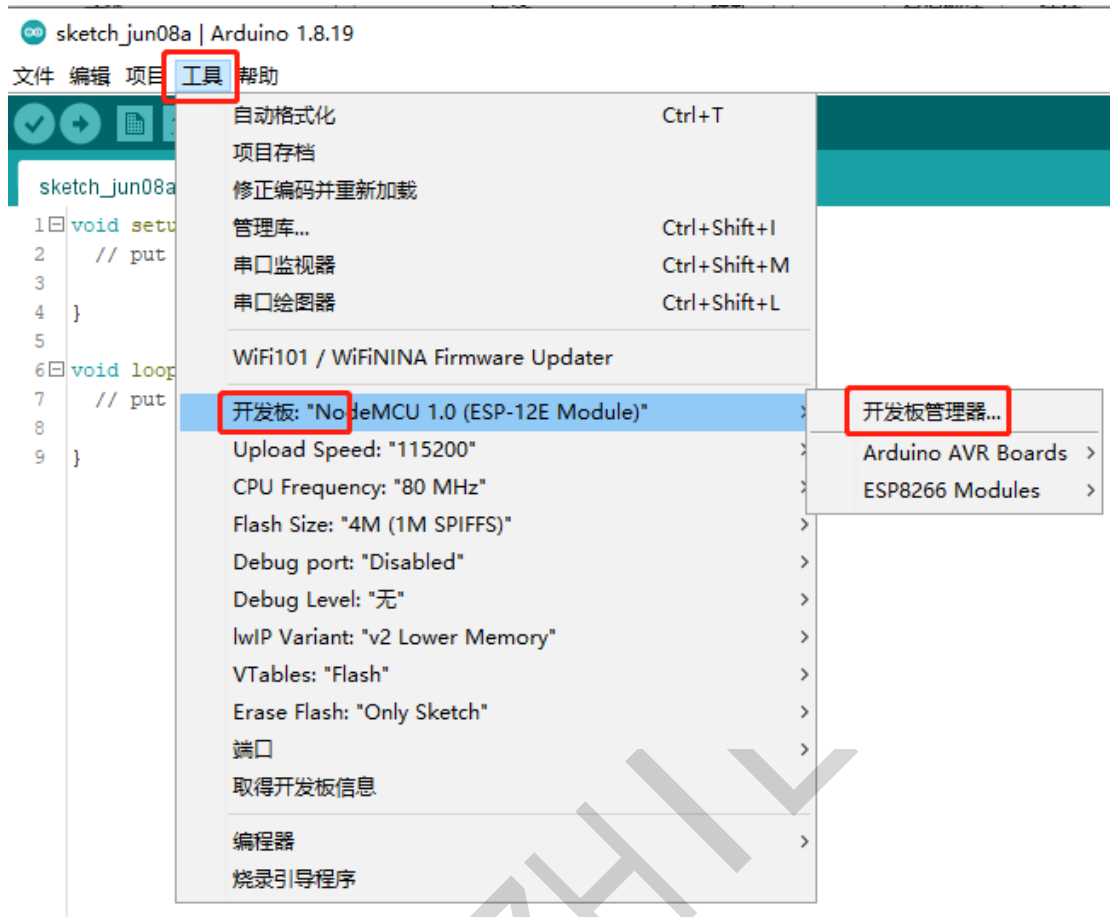 sketch_jun08a | Arduino 1.8.19
文件 编辑 项目 工具 帮助
自动格式化 Ctrl+T
项目存档
sketch_jun08a
修正编码并重新加载
1 void setu
管理库... Ctrl+Shift+I
2 // put
串口监视器 Ctrl+Shift+M
3
串口绘图器 Ctrl+Shift+L
4 }
5
WiFi101 / WiFiNINA Firmware Updater
6 void loop
7 // put
开发板: "NodeMCU 1.0 (ESP-12E Module)"
开发板管理器...
8
Upload Speed: "115200"
Arduino AVR Boards
9 }
CPU Frequency: "80 MHz"
ESP8266 Modules
Flash Size: "4M (1M SPIFFS)"
Debug port: "Disabled"
Debug Level: "无"
lwIP Variant: "v2 Lower Memory"
VTables: "Flash"
Erase Flash: "Only Sketch"
端口
取得开发板信息
编程器
烧录引导程序